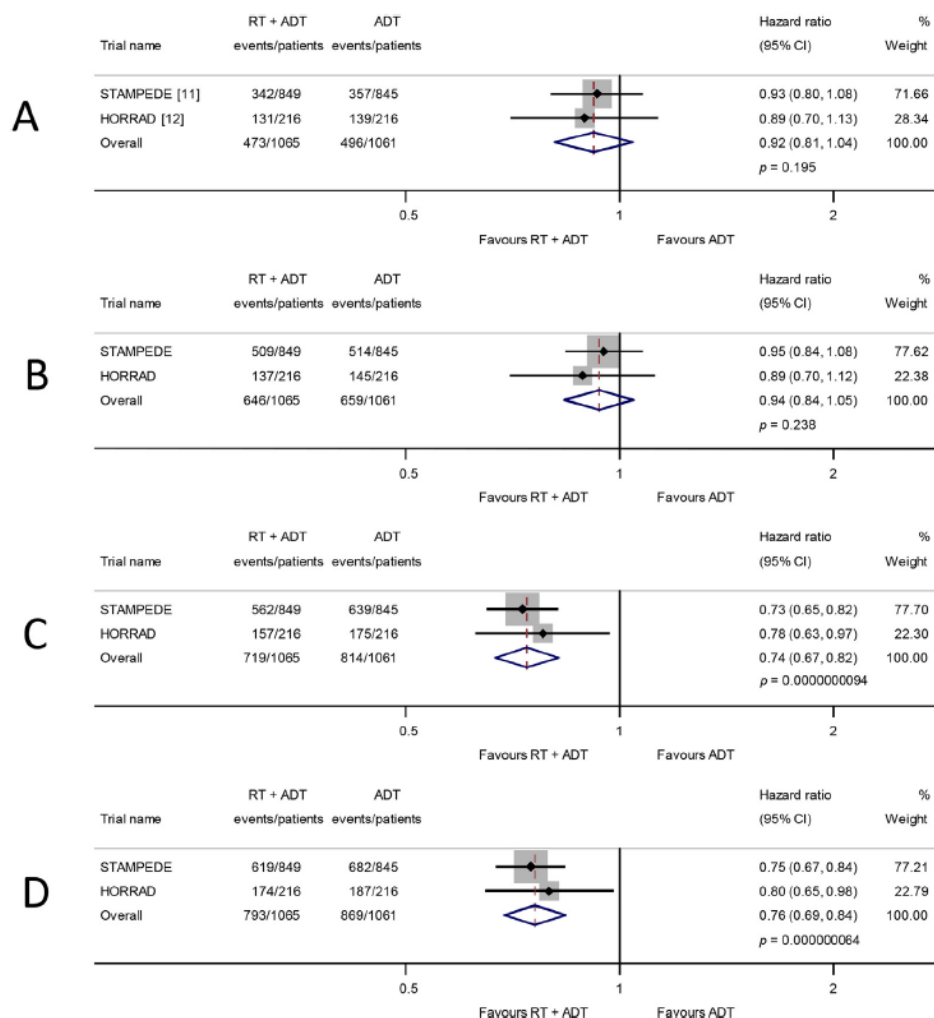 RT + ADT ADT Hazard ratio %
Trial name events/patients events/patients (95% CI) Weight
A
STAMPEDE [11] 342/849 357/845 0.93 (0.80, 1.08) 71.66
HORRAD [12] 131/216 139/216 0.89 (0.70, 1.13) 28.34
Overall 473/1065 496/1061 0.92 (0.81, 1.04) 100.00
p = 0.195
0.5 1 2
Favours RT + ADT Favours ADT
RT + ADT ADT Hazard ratio %
Trial name events/patients events/patients (95% CI) Weight
B
STAMPEDE 509/849 514/845 0.95 (0.84, 1.08) 77.62
HORRAD 137/216 145/216 0.89 (0.70, 1.12) 22.38
Overall 646/1065 659/1061 0.94 (0.84, 1.05) 100.00
p = 0.238
0.5 1 2
Favours RT + ADT Favours ADT
RT + ADT ADT Hazard ratio %
Trial name events/patients events/patients (95% CI) Weight
C
STAMPEDE 562/849 639/845 0.73 (0.65, 0.82) 77.70
HORRAD 157/216 175/216 0.78 (0.63, 0.97) 22.30
Overall 719/1065 814/1061 0.74 (0.67, 0.82) 100.00
p = 0.0000000094
0.5 1 2
Favours RT + ADT Favours ADT
RT + ADT ADT Hazard ratio %
Trial name events/patients events/patients (95% CI) Weight
D
STAMPEDE 619/849 682/845 0.75 (0.67, 0.84) 77.21
HORRAD 174/216 187/216 0.80 (0.65, 0.98) 22.79
Overall 793/1065 869/1061 0.76 (0.69, 0.84) 100.00
p = 0.000000064
0.5 1 2
Favours RT + ADT Favours ADT